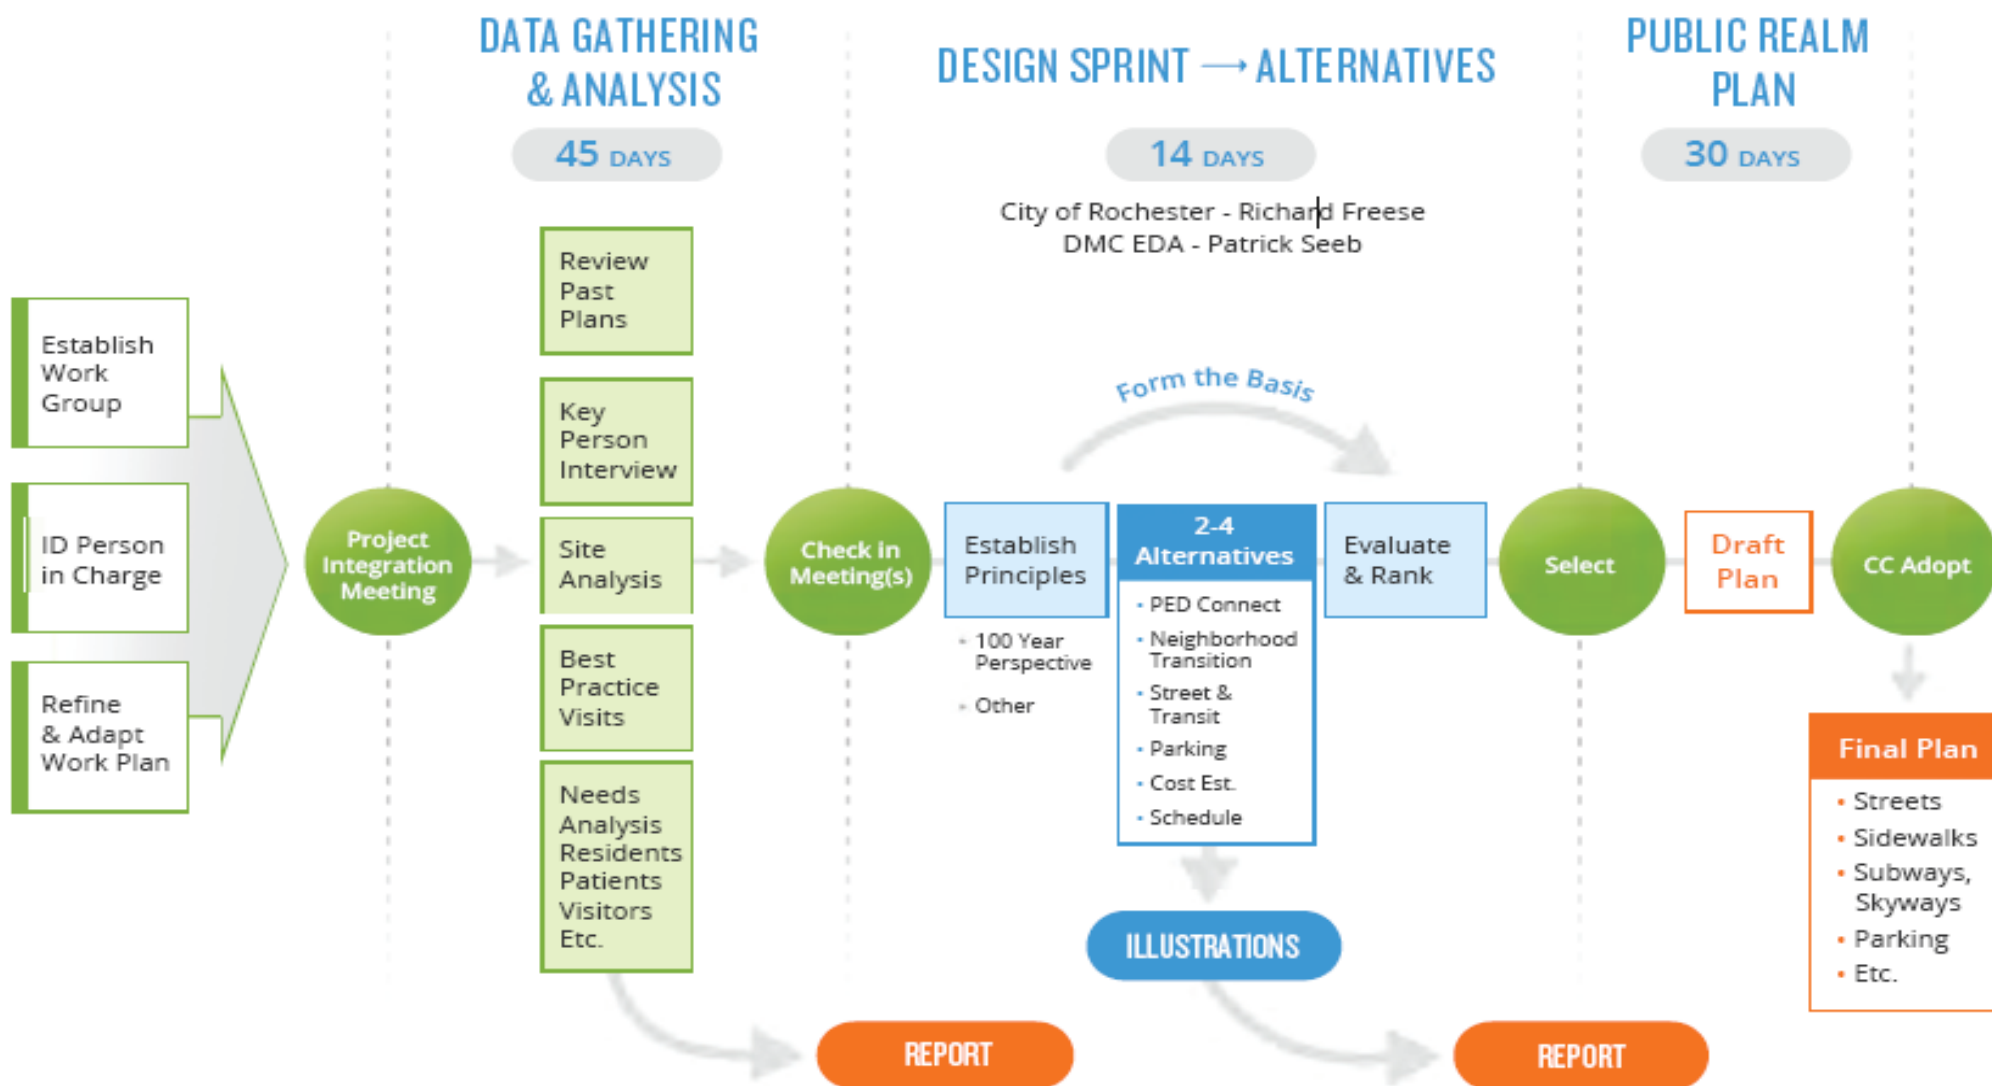 DATA GATHERING
& ANALYSIS
45 DAYS
DESIGN SPRINT → ALTERNATIVES
14 DAYS
City of Rochester - Richard Freese
DMC EDA - Patrick Seeb
PUBLIC REALM
PLAN
30 DAYS
Establish
Work
Group
ID Person
in Charge
Refine
& Adapt
Work Plan
Project
Integration
Meeting
Review
Past
Plans
Key
Person
Interview
Site
Analysis
Best
Practice
Visits
Needs
Analysis
Residents
Patients
Visitors
Etc.
REPORT
Check in
Meeting(s)
Form the Basis
Establish
Principles
- 100 Year
Perspective
- Other
2-4
Alternatives
• PED Connect
• Neighborhood
Transition
• Street &
Transit
• Parking
• Cost Est.
• Schedule
ILLUSTRATIONS
REPORT
Evaluate
& Rank
Select
Draft
Plan
CC Adopt
Final Plan
• Streets
• Sidewalks
• Subways,
Skyways
• Parking
• Etc.